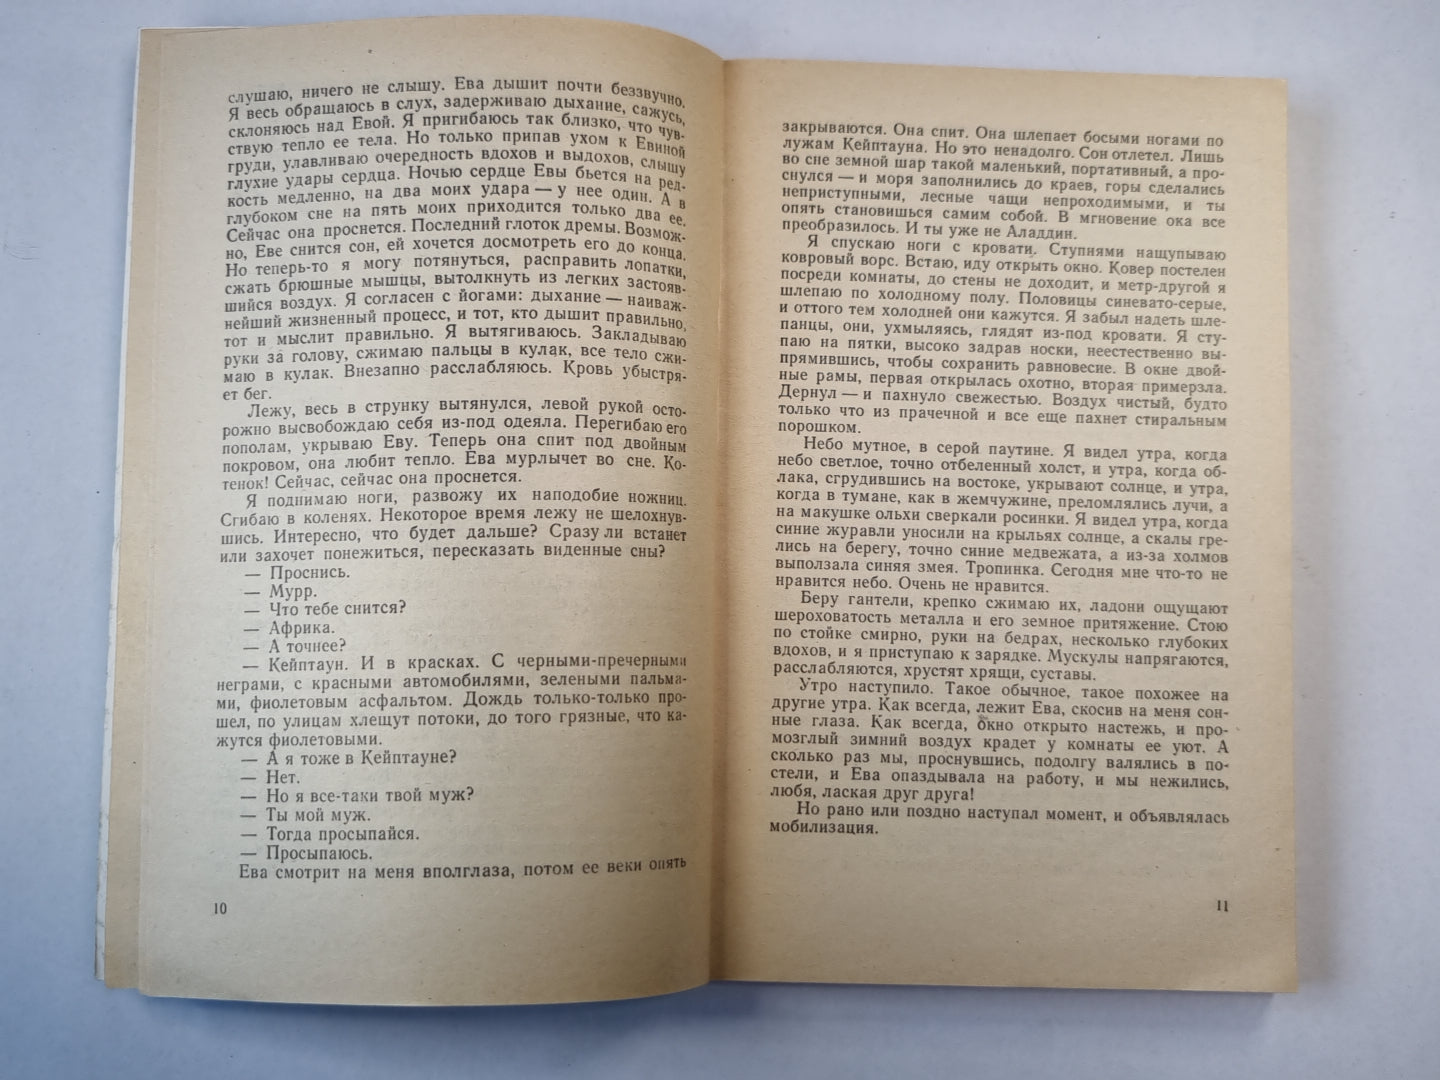 слушаю, ничего не слышу. Ева дышит почти беззвучно.
Я весь обращаюсь в слух, задерживаю дыхание, сажусь,
склоняюсь над Евой. Я пригибаюсь так близко, что чув-
ствую тепло ее тела. Но только припав ухом к Евиной
груди, улавливаю очередность вдохов и выдохов, слышу
глухие удары сердца. Ночью сердце Евы бьется на ред-
кость медленно, на два моих удара — у нее один. А в
глубоком сне на пять моих приходится только два ее.
Сейчас она проснется. Последний глоток дремы. Возмож-
но, Еве снится сон, ей хочется досмотреть его до конца.
Но теперь-то я могу потянуться, расправить лопатки,
сжать брюшные мышцы, вытолкнуть из легких застояв-
шийся воздух. Я согласен с йогами: дыхание — наиваж-
нейший жизненный процесс, и тот, кто дышит правильно,
тот и мыслит правильно. Я вытягиваюсь. Закладываю
руки за голову, сжимаю пальцы в кулак, все тело сжи-
маю в кулак. Внезапно расслабляюсь. Кровь убыстря-
ет бег.
Лежу, весь в струнку вытянулся, левой рукой осто-
рожно высвобождаю себя из-под одеяла. Перегибаю его
пополам, укрываю Еву. Теперь она спит под двойным
покровом, она любит тепло. Ева мурлычет во сне. Ко-
тенок! Сейчас, сейчас она проснется.
Я поднимаю ноги, развожу их наподобие ножниц.
Сгибаю в коленях. Некоторое время лежу не шелохнув-
шись. Интересно, что будет дальше? Сразу ли встанет
или захочет понежиться, пересказать виденные сны?
— Проснись.
— Мурр.
— Что тебе снится?
— Африка.
— А точнее?
— Кейптаун. И в красках. С черными-пречерными
неграми, с красными автомобилями, зелеными пальма-
ми, фиолетовым асфальтом. Дождь только-только про-
шел, по улицам хлещут потоки, до того грязные, что ка-
жутся фиолетовыми.
— А я тоже в Кейптауне?
— Нет.
— Но я все-таки твой муж?
— Ты мой муж.
— Тогда просыпайся.
— Просыпаюсь.
Ева смотрит на меня вполглаза, потом ее веки опять
10
закрываются. Она спит. Она шлепает босыми ногами по
лужам Кейптауна. Но это ненадолго. Сон отлетел. Лишь
во сне земной шар такой маленький, портативный, а про-
снулся — и моря заполнились до краев, горы сделались
неприступными, лесные чащи непроходимыми, и ты
опять становишься самим собой. В мгновение ока все
преобразилось. И ты уже не Аладдин.
Я спускаю ноги с кровати. Ступнями нащупываю
ковровый ворс. Встаю, иду открыть окно. Ковер постелен
посреди комнаты, до стены не доходит, и метр-другой я
шлепаю по холодному полу. Половицы синевато-серые,
и оттого тем холодней они кажутся. Я забыл надеть шле-
панцы, они, ухмыляясь, глядят из-под кровати. Я сту-
паю на пятки, высоко задрав носки, неестественно вы-
прямившись, чтобы сохранить равновесие. В окне двой-
ные рамы, первая открылась охотно, вторая примерзла.
Дернул — и пахнуло свежестью. Воздух чистый, будто
только что из прачечной и все еще пахнет стиральным
порошком.
Небо мутное, в серой паутине. Я видел утра, когда
небо светлое, точно отбеленный холст, и утра, когда об-
лака, сгрудившись на востоке, укрывают солнце, и утра,
когда в тумане, как в жемчужине, преломлялись лучи, а
на макушке ольхи сверкали росинки. Я видел утра, когда
синие журавли уносили на крыльях солнце, а скалы гре-
лись на берегу, точно синие медвежата, а из-за холмов
выползала синяя змея. Тропинка. Сегодня мне что-то не
нравится небо. Очень не нравится.
Беру гантели, крепко сжимаю их, ладони ощущают
шероховатость металла и его земное притяжение. Стою
по стойке смирно, руки на бедрах, несколько глубоких
вдохов, и я приступаю к зарядке. Мускулы напрягаются,
расслабляются, хрустят хрящи, суставы.
Утро наступило. Такое обычное, такое похожее на
другие утра. Как всегда, лежит Ева, скосив на меня сон-
ные глаза. Как всегда, окно открыто настежь, и про-
мозглый зимний воздух крадет у комнаты ее уют. А
сколько раз мы, проснувшись, подолгу валялись в по-
стели, и Ева опаздывала на работу, и мы нежились,
любя, лаская друг друга!
Но рано или поздно наступал момент, и объявлялась
мобилизация.
11